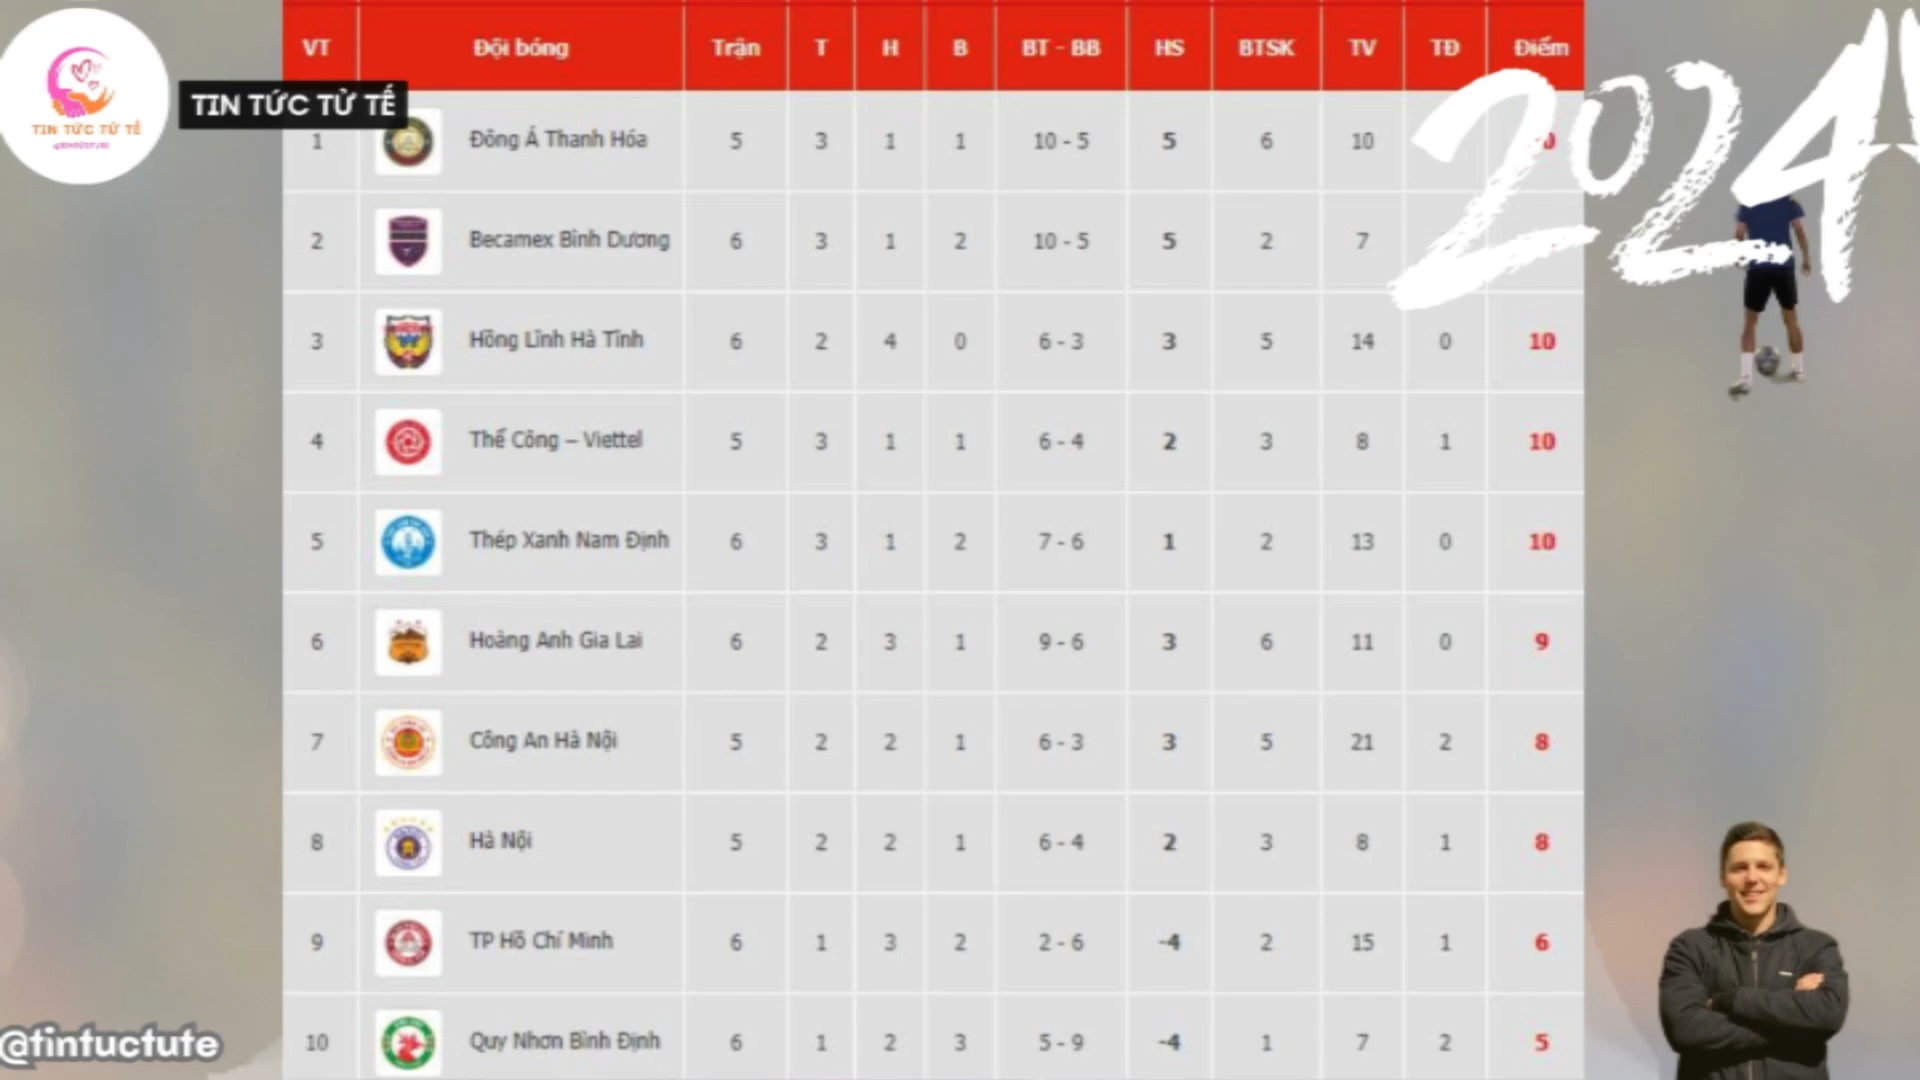 VT Đội bóng Trận T H B BT - BB HS BTSK TV TĐ Điểm
TIN TỨC TỬ TẾ
TIN TỨC TỬ TẾ
2024
1 Đông Á Thanh Hóa 5 3 1 1 10 - 5 5 6 10 0
2 Becamex Bình Dương 6 3 1 2 10 - 5 5 2 7
3 Hồng Lĩnh Hà Tĩnh 6 2 4 0 6 - 3 3 5 14 0 10
4 Thể Công – Viettel 5 3 1 1 6 - 4 2 3 8 1 10
5 Thép Xanh Nam Định 6 3 1 2 7 - 6 1 2 13 0 10
6 Hoàng Anh Gia Lai 6 2 3 1 9 - 6 3 6 11 0 9
7 Công An Hà Nội 5 2 2 1 6 - 3 3 5 21 2 8
8 Hà Nội 5 2 2 1 6 - 4 2 3 8 1 8
9 TP Hồ Chí Minh 6 1 3 2 2 - 6 -4 2 15 1 6
10 Quy Nhơn Bình Định 6 1 2 3 5 - 9 -4 1 7 2 5
@tintuctute